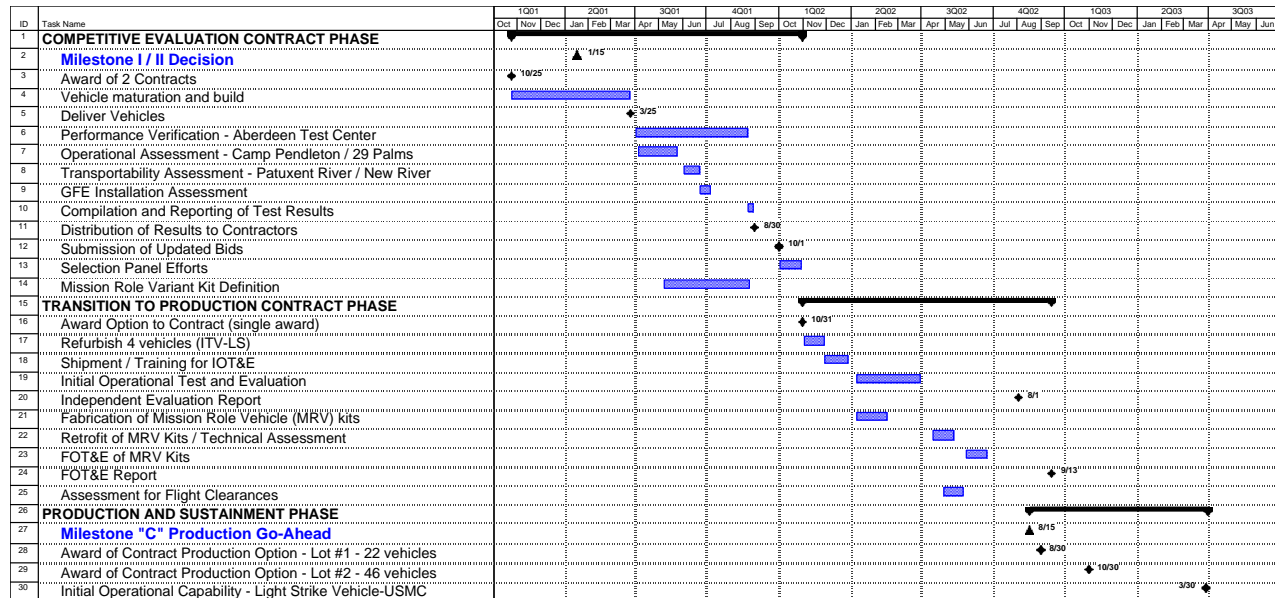 1Q01 2Q01 3Q01 4Q01 1Q02 2Q02 3Q02 4Q02 1Q03 2Q03 3Q03
ID Task Name Oct Nov Dec Jan Feb Mar Apr May Jun Jul Aug Sep Oct Nov Dec Jan Feb Mar Apr May Jun Jul Aug Sep Oct Nov Dec Jan Feb Mar Apr May Jun
1 COMPETITIVE EVALUATION CONTRACT PHASE
2 Milestone I / II Decision 1/15
3 Award of 2 Contracts 10/25
4 Vehicle maturation and build
5 Deliver Vehicles 3/25
6 Performance Verification - Aberdeen Test Center
7 Operational Assessment - Camp Pendleton / 29 Palms
8 Transportability Assessment - Patuxent River / New River
9 GFE Installation Assessment
10 Compilation and Reporting of Test Results
11 Distribution of Results to Contractors 8/30
12 Submission of Updated Bids 10/1
13 Selection Panel Efforts
14 Mission Role Variant Kit Definition
15 TRANSITION TO PRODUCTION CONTRACT PHASE
16 Award Option to Contract (single award) 10/31
17 Refurbish 4 vehicles (ITV-LS)
18 Shipment / Training for IOT&E
19 Initial Operational Test and Evaluation
20 Independent Evaluation Report 8/1
21 Fabrication of Mission Role Vehicle (MRV) kits
22 Retrofit of MRV Kits / Technical Assessment
23 FOT&E of MRV Kits
24 FOT&E Report 9/13
25 Assessment for Flight Clearances
26 PRODUCTION AND SUSTAINMENT PHASE
27 Milestone "C" Production Go-Ahead 8/15
28 Award of Contract Production Option - Lot #1 - 22 vehicles 8/30
29 Award of Contract Production Option - Lot #2 - 46 vehicles 10/30
30 Initial Operational Capability - Light Strike Vehicle-USMC 3/30